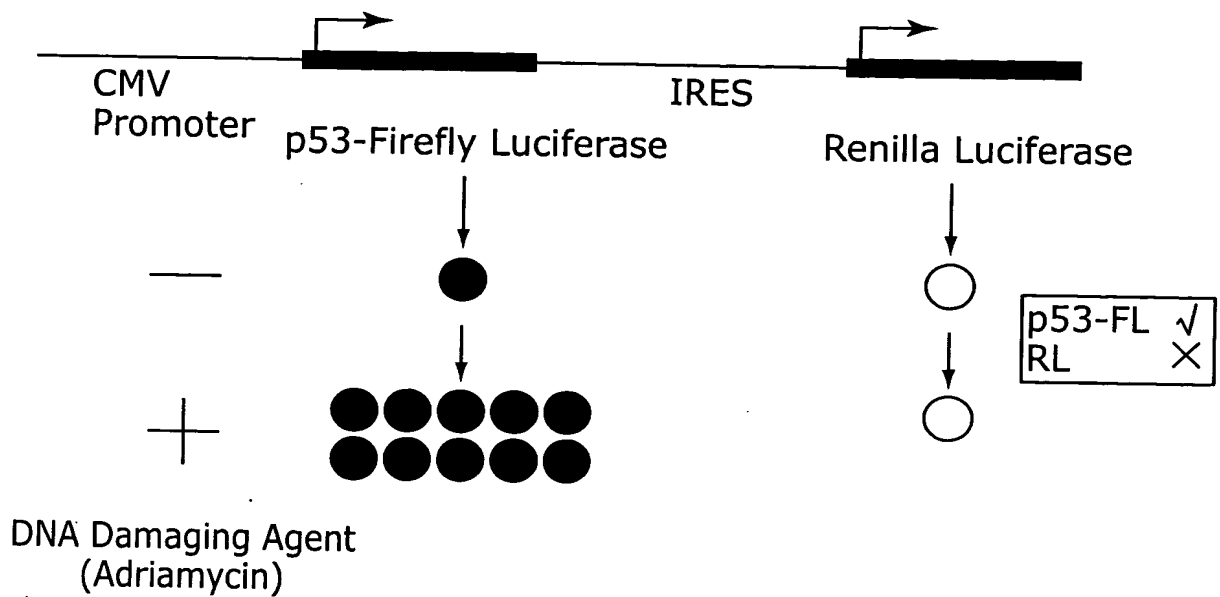 CMV
Promoter
IRES
p53-Firefly Luciferase
Renilla Luciferase
—
p53-FL √
RL ×
+
DNA Damaging Agent
(Adriamycin)